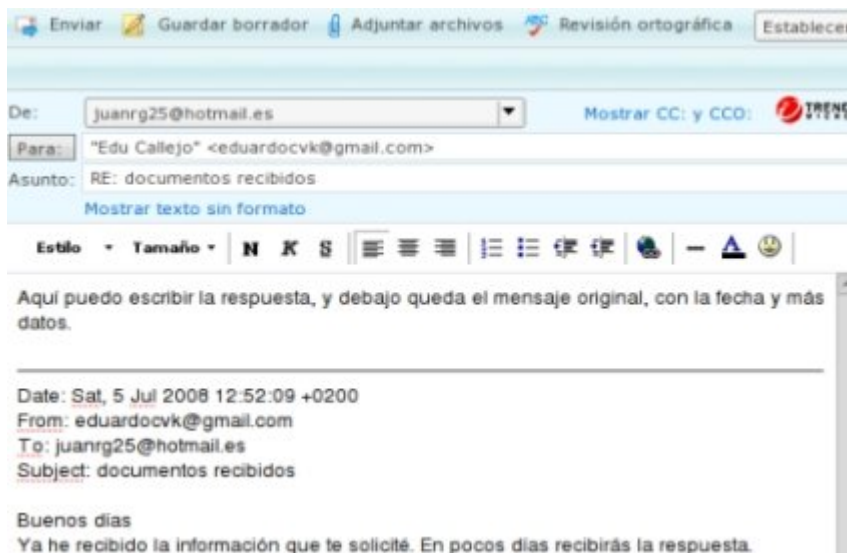 Enviar Guardar borrador Adjuntar archivos Revisión ortográfica Establecer
De: juanrg25@hotmail.es Mostrar CC: y CCO: TREND
Para: "Edu Callejo" <eduardocvk@gmail.com>
Asunto: RE: documentos recibidos
Mostrar texto sin formato
Estilo Tamaño N K S A
Aquí puedo escribir la respuesta, y debajo queda el mensaje original, con la fecha y más
datos.
Date: Sat, 5 Jul 2008 12:52:09 +0200
From: eduardocvk@gmail.com
To: juanrg25@hotmail.es
Subject: documentos recibidos
Buenos días
Ya he recibido la información que te solicité. En pocos días recibirás la respuesta.